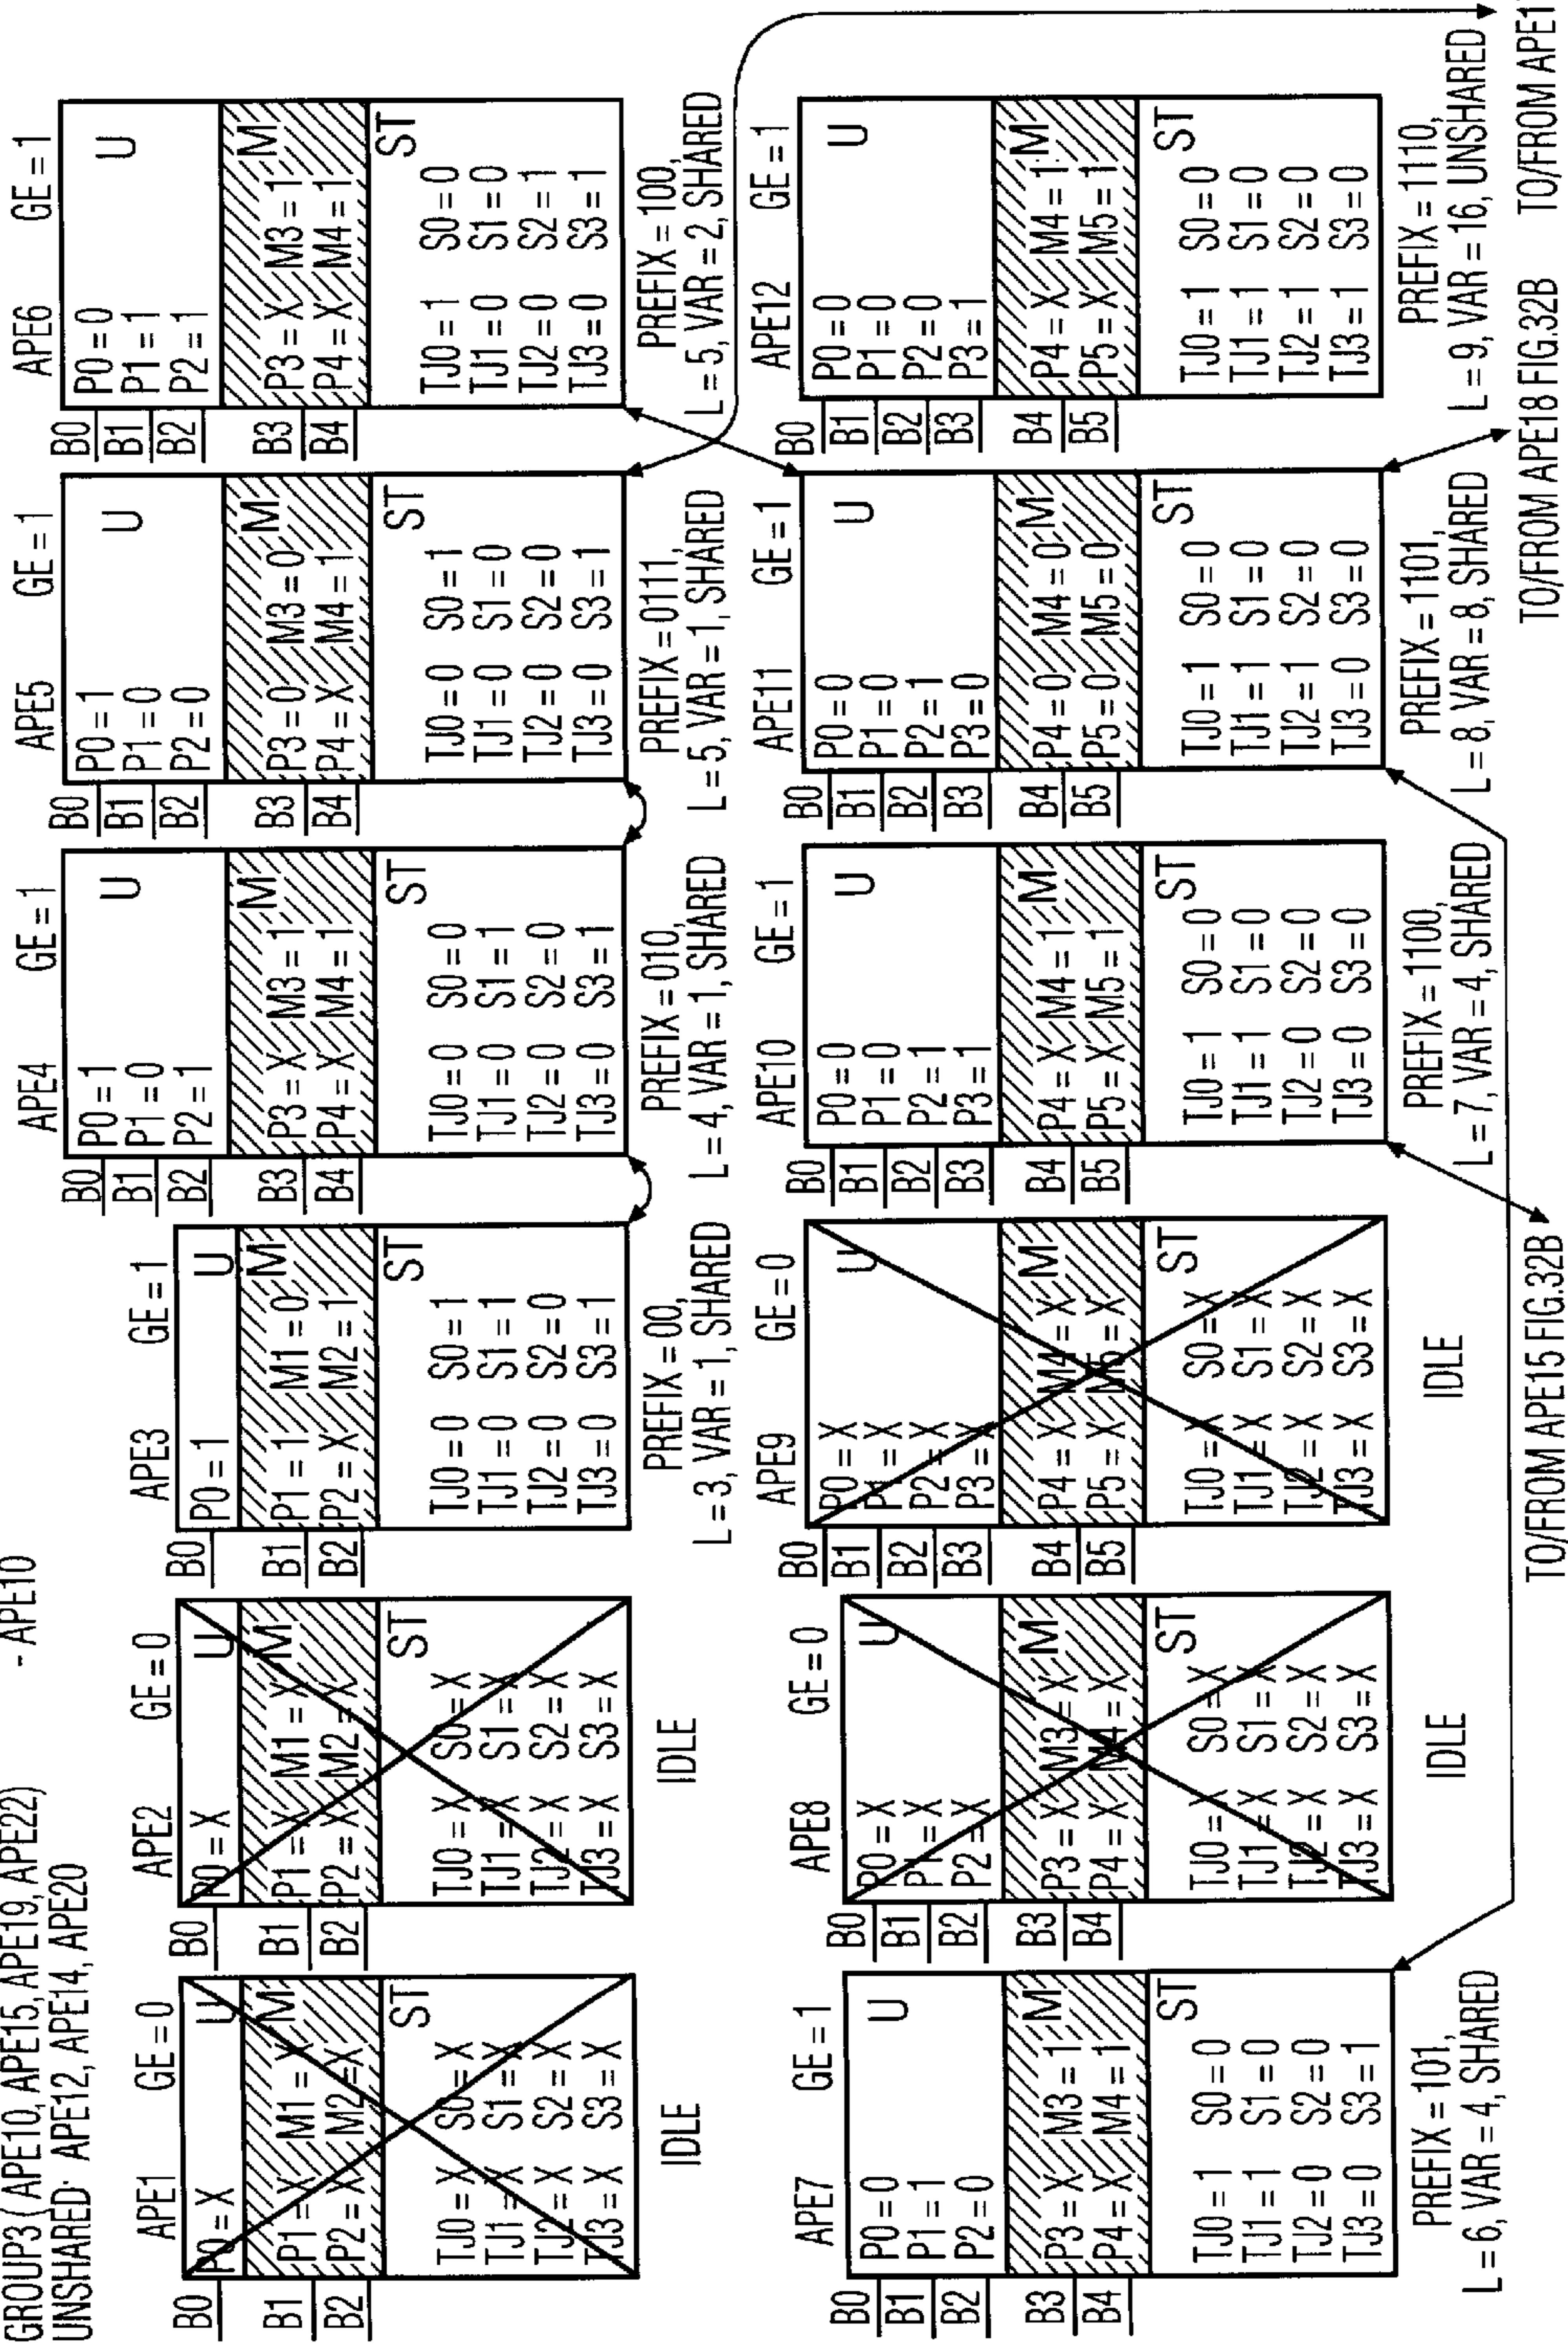 GROUP3 ( APE10, APE15, APE19, APE22) - APE10
UNSHARED: APE12, APE14, APE20
APE1 GE = 0
B0 P0 = X U
B1 P1 = X M1 = X M
B2 P2 = X M2 = X
ST
TJ0 = X S0 = X
TJ1 = X S1 = X
TJ2 = X S2 = X
TJ3 = X S3 = X
IDLE
APE2 GE = 0
B0 P0 = X U
B1 P1 = X M1 = X M
B2 P2 = X M2 = X
ST
TJ0 = X S0 = X
TJ1 = X S1 = X
TJ2 = X S2 = X
TJ3 = X S3 = X
IDLE
APE3 GE = 1
B0 P0 = 1 U
B1 P1 = 1 M1 = 0 M
B2 P2 = X M2 = 1
ST
TJ0 = 0 S0 = 1
TJ1 = 0 S1 = 1
TJ2 = 0 S2 = 0
TJ3 = 0 S3 = 1
PREFIX = 00,
L = 3, VAR = 1, SHARED
APE4 GE = 1
B0 P0 = 1 U
B1 P1 = 0
B2 P2 = 1
B3 P3 = X M3 = 1 M
B4 P4 = X M4 = 1
ST
TJ0 = 0 S0 = 0
TJ1 = 0 S1 = 1
TJ2 = 0 S2 = 0
TJ3 = 0 S3 = 1
PREFIX = 010,
L = 4, VAR = 1, SHARED
APE5 GE = 1
B0 P0 = 1 U
B1 P1 = 0
B2 P2 = 0
B3 P3 = 0 M3 = 0 M
B4 P4 = X M4 = 1
ST
TJ0 = 0 S0 = 1
TJ1 = 0 S1 = 0
TJ2 = 0 S2 = 0
TJ3 = 0 S3 = 1
PREFIX = 0111,
L = 5, VAR = 1, SHARED
APE6 GE = 1
B0 P0 = 0 U
B1 P1 = 1
B2 P2 = 1
B3 P3 = X M3 = 1 M
B4 P4 = X M4 = 1
ST
TJ0 = 1 S0 = 0
TJ1 = 0 S1 = 0
TJ2 = 0 S2 = 1
TJ3 = 0 S3 = 1
PREFIX = 100,
L = 5, VAR = 2, SHARED
APE7 GE = 1
B0 P0 = 0 U
B1 P1 = 1
B2 P2 = 0
B3 P3 = X M3 = 1 M
B4 P4 = X M4 = 1
ST
TJ0 = 1 S0 = 0
TJ1 = 1 S1 = 0
TJ2 = 0 S2 = 0
TJ3 = 0 S3 = 1
PREFIX = 101,
L = 6, VAR = 4, SHARED
APE8 GE = 0
B0 P0 = X U
B1 P1 = X
B2 P2 = X
B3 P3 = X M3 = X M
B4 P4 = X M4 = X
ST
TJ0 = X S0 = X
TJ1 = X S1 = X
TJ2 = X S2 = X
TJ3 = X S3 = X
IDLE
APE9 GE = 0
B0 P0 = X U
B1 P1 = X
B2 P2 = X
B3 P3 = X
B4 P4 = X M4 = X M
B5 P5 = X M5 = X
ST
TJ0 = X S0 = X
TJ1 = X S1 = X
TJ2 = X S2 = X
TJ3 = X S3 = X
IDLE
APE10 GE = 1
B0 P0 = 0 U
B1 P1 = 0
B2 P2 = 1
B3 P3 = 1
B4 P4 = X M4 = 1 M
B5 P5 = X M5 = 1
ST
TJ0 = 1 S0 = 0
TJ1 = 1 S1 = 0
TJ2 = 0 S2 = 0
TJ3 = 0 S3 = 0
PREFIX = 1100,
L = 7, VAR = 4, SHARED
APE11 GE = 1
B0 P0 = 0 U
B1 P1 = 0
B2 P2 = 1
B3 P3 = 0
B4 P4 = 0 M4 = 0 M
B5 P5 = 0 M5 = 0
ST
TJ0 = 1 S0 = 0
TJ1 = 1 S1 = 0
TJ2 = 1 S2 = 0
TJ3 = 0 S3 = 0
PREFIX = 1101,
L = 8, VAR = 8, SHARED
APE12 GE = 1
B0 P0 = 0 U
B1 P1 = 0
B2 P2 = 0
B3 P3 = 1
B4 P4 = X M4 = 1 M
B5 P5 = X M5 = 1
ST
TJ0 = 1 S0 = 0
TJ1 = 1 S1 = 0
TJ2 = 1 S2 = 0
TJ3 = 1 S3 = 0
PREFIX = 1110,
L = 9, VAR = 16, UNSHARED
TO/FROM APE15 FIG.32B
TO/FROM APE18 FIG.32B
TO/FROM APE1